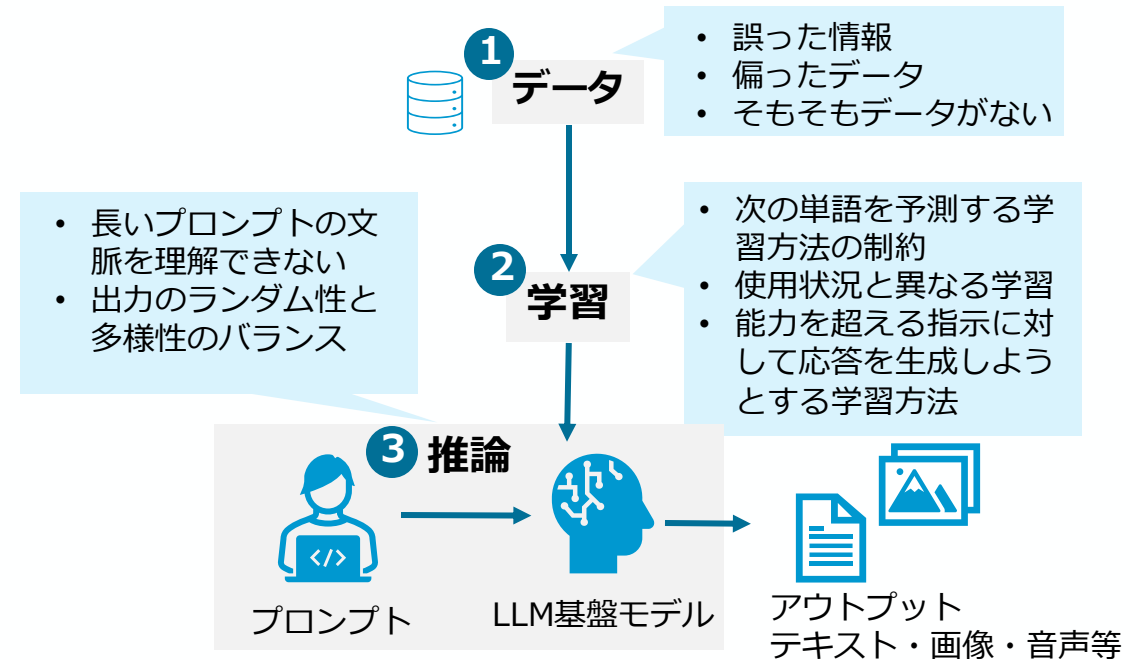 1
データ
• 誤った情報
• 偏ったデータ
• そもそもデータがない
2
学習
• 次の単語を予測する学
習方法の制約
• 使用状況と異なる学習
• 能力を超える指示に対
して応答を生成しよう
とする学習方法
• 長いプロンプトの文
脈を理解できない
• 出力のランダム性と
多様性のバランス
3
推論
</>
プロンプト
LLM基盤モデル
アウトプット
テキスト・画像・音声等